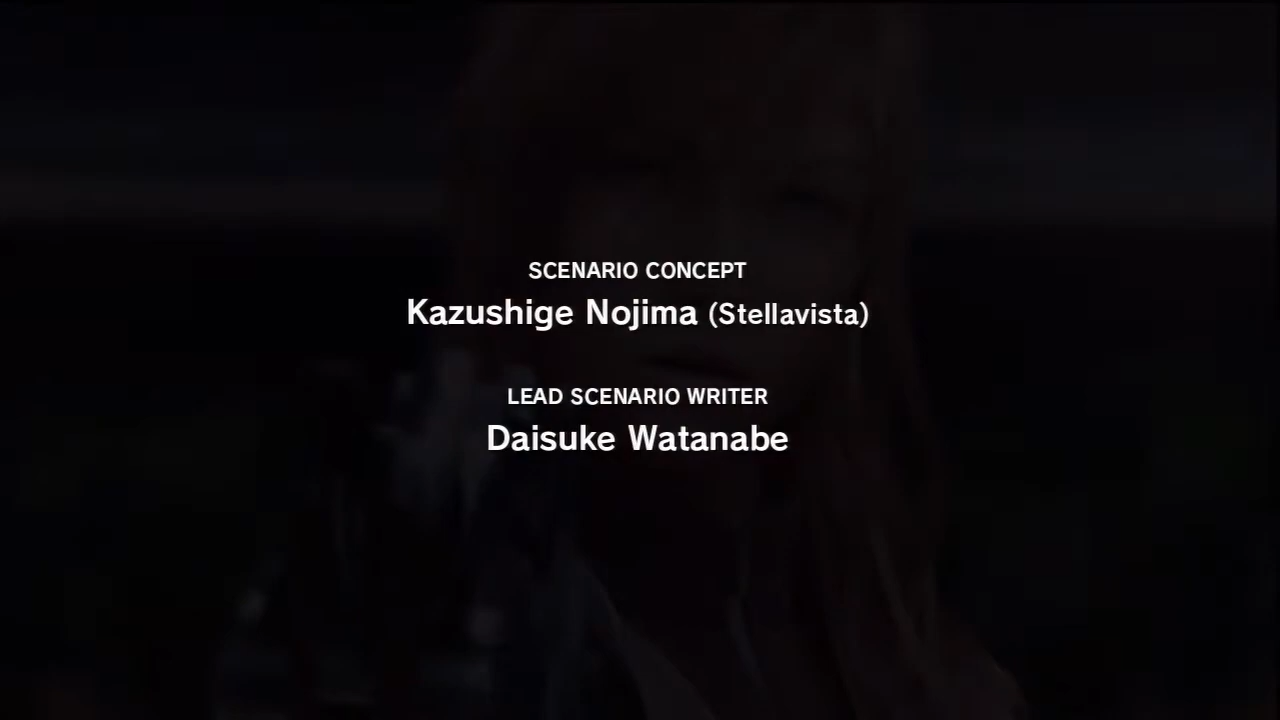 SCENARIO CONCEPT
Kazushige Nojima (Stellavista)
LEAD SCENARIO WRITER
Daisuke Watanabe